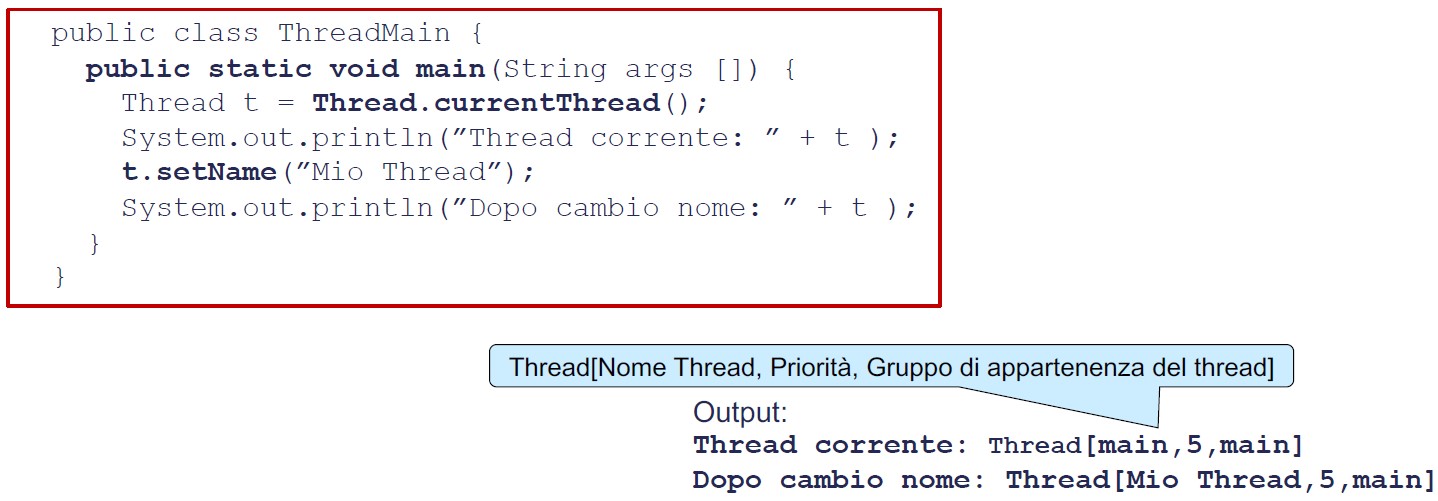 public class ThreadMain {
public static void main(String args []) {
Thread t = Thread.currentThread();
System.out.println(”Thread corrente: ” + t );
t.setName(”Mio Thread”);
System.out.println(”Dopo cambio nome: ” + t );
}
}
Thread[Nome Thread, Priorità, Gruppo di appartenenza del thread]
Output:
Thread corrente: Thread[main,5,main]
Dopo cambio nome: Thread[Mio Thread,5,main]